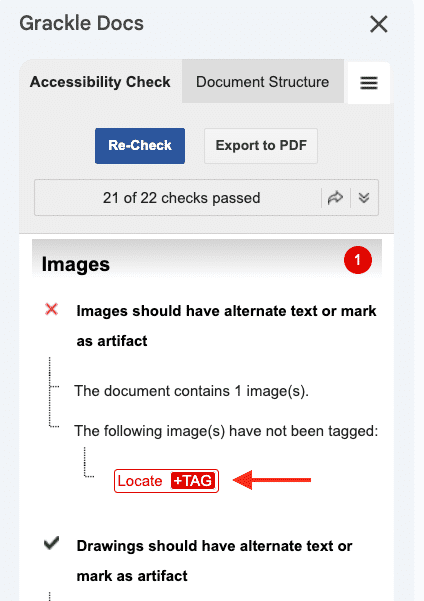 Grackle Docs
Accessibility Check Document Structure
Re-Check Export to PDF
21 of 22 checks passed
Images 1
Images should have alternate text or mark
as artifact
The document contains 1 image(s).
The following image(s) have not been tagged:
Locate +TAG
Drawings should have alternate text or
mark as artifact